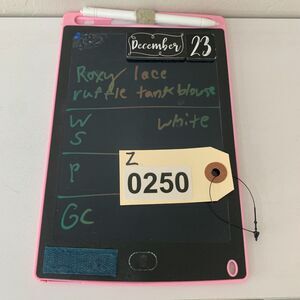 December 23
Roxy lace
ruffle tank blouse
W white
S
Z
0250
P
GC